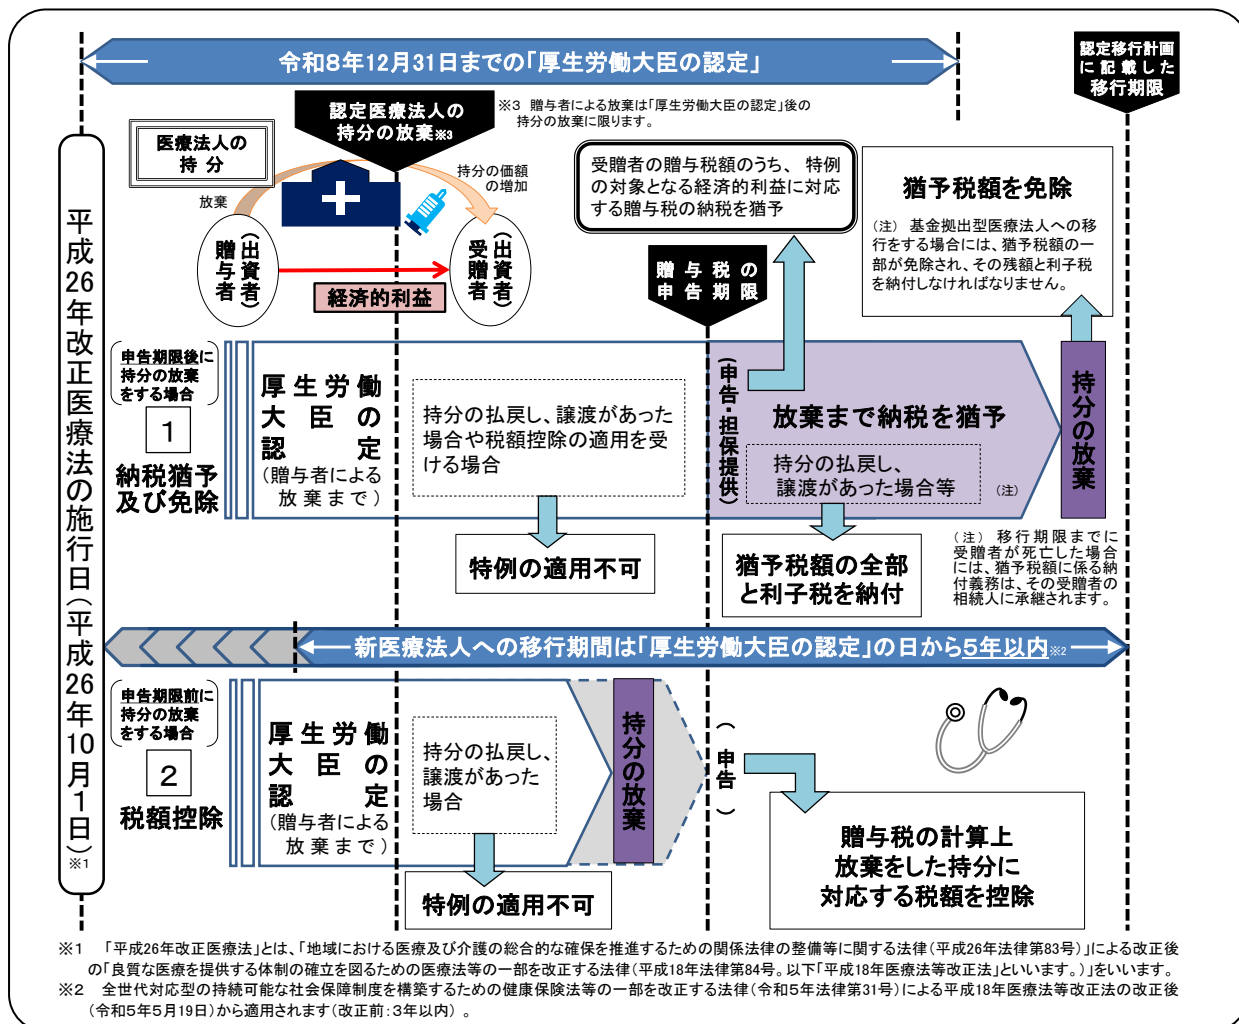 令和８年12月31日までの「厚生労働大臣の認定」
認定移行計画
に記載した
移行期限
認定医療法人の
持分の放棄※3
※３ 贈与者による放棄は「厚生労働大臣の認定」後の
持分の放棄に限ります。
医療法人の
持 分
放棄
持分の価額
の増加
贈与者
（出資者）
受贈者
（出資者）
経済的利益
受贈者の贈与税額のうち、特例
の対象となる経済的利益に対応
する贈与税の納税を猶予
猶予税額を免除
（注） 基金拠出型医療法人への移
行をする場合には、猶予税額の一
部が免除され、その残額と利子税
を納付しなければなりません。
贈 与 税 の
申 告 期 限
平成26年改正医療法の施行日（平成26年10月1日）※1
申告期限後に
持分の放棄
をする場合
1
納税猶予
及び免除
厚生労働
大臣の
認定
（贈与者による
放棄まで）
持分の払戻し、譲渡があった
場合や税額控除の適用を受
ける場合
特例の適用不可
（申告・担保提供）
放棄まで納税を猶予
持分の払戻し、
譲渡があった場合等
（注）
猶予税額の全部
と利子税を納付
持分の放棄
（注） 移行期限までに
受贈者が死亡した場合
には、猶予税額に係る納
付義務は、その受贈者の
相続人に承継されます。
新医療法人への移行期間は「厚生労働大臣の認定」の日から５年以内※2
申告期限前に
持分の放棄
をする場合
2
税額控除
厚生労働
大臣の
認定
（贈与者による
放棄まで）
持分の払戻し、
譲渡があった
場合
特例の適用不可
持分の放棄
（申告）
贈与税の計算上
放棄をした持分に
対応する税額を控除
※１ 「平成26年改正医療法」とは、「地域における医療及び介護の総合的な確保を推進するための関係法律の整備等に関する法律（平成26年法律第83号）」による改正後
の「良質な医療を提供する体制の確立を図るための医療法等の一部を改正する法律（平成18年法律第84号。以下「平成18年医療法等改正法」といいます。）」をいいます。
※２ 全世代対応型の持続可能な社会保障制度を構築するための健康保険法等の一部を改正する法律（令和５年法律第31号）による平成18年医療法等改正法の改正後
（令和５年５月19日）から適用されます（改正前：３年以内）。